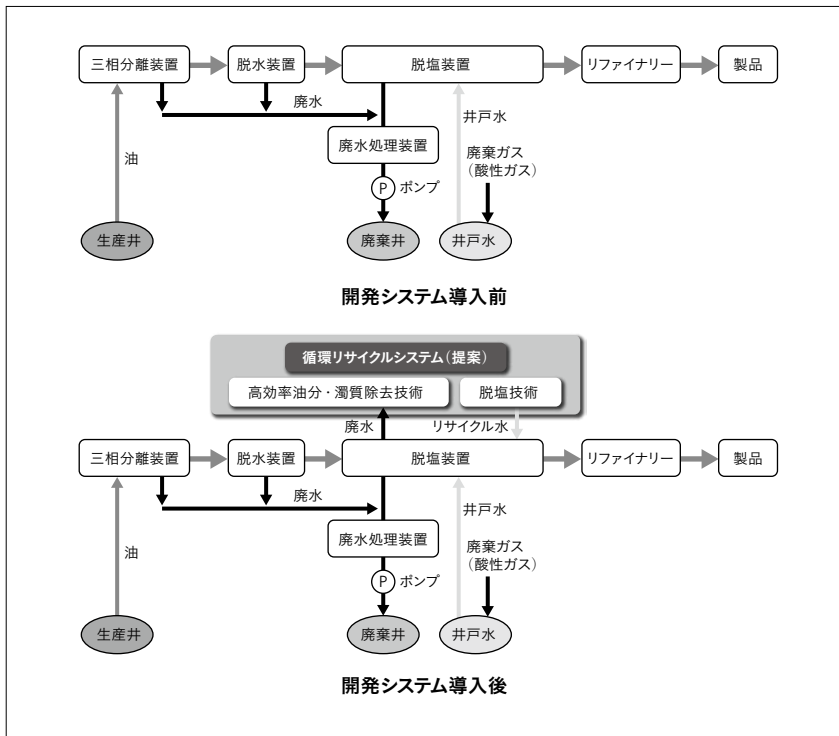 三相分離装置
脱水装置
脱塩装置
リファイナリー
製品
廃水
井戸水
油
廃水処理装置
廃棄ガス
（酸性ガス）
P
ポンプ
生産井
廃棄井
井戸水
開発システム導入前
循環リサイクルシステム（提案）
高効率油分・濁質除去技術
脱塩技術
廃水
リサイクル水
三相分離装置
脱水装置
脱塩装置
リファイナリー
製品
廃水
井戸水
油
廃水処理装置
廃棄ガス
（酸性ガス）
P
ポンプ
生産井
廃棄井
井戸水
開発システム導入後